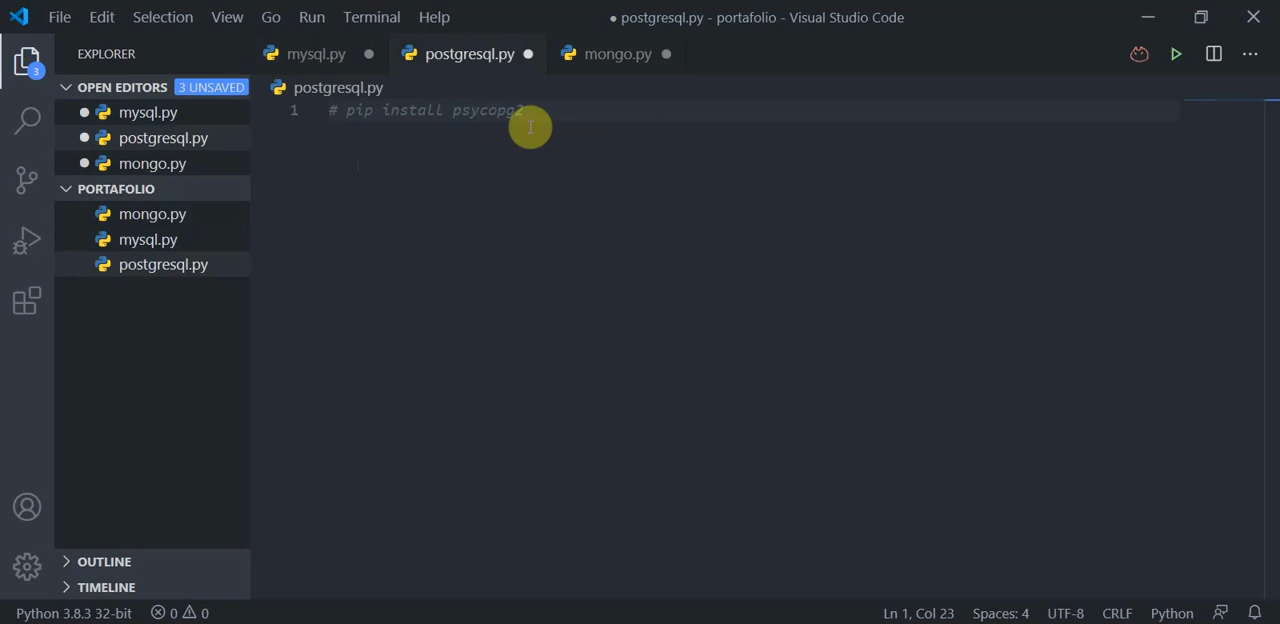 File Edit Selection View Go Run Terminal Help
● postgresql.py - portafolio - Visual Studio Code
EXPLORER
mysql.py
postgresql.py
mongo.py
3
OPEN EDITORS 3 UNSAVED
postgresql.py
mysql.py
postgresql.py
mongo.py
PORTAFOLIO
mongo.py
mysql.py
postgresql.py
1 # pip install psycopg2
OUTLINE
TIMELINE
Python 3.8.3 32-bit 0 0 Ln 1, Col 23 Spaces: 4 UTF-8 CRLF Python